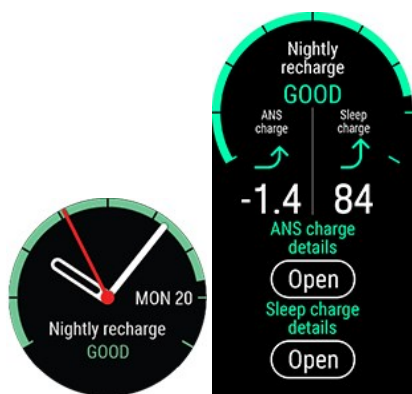 MON 20
Nightly recharge
GOOD
Nightly
recharge
GOOD
ANS
charge
Sleep
charge
-1.4
84
ANS charge
details
Open
Sleep charge
details
Open